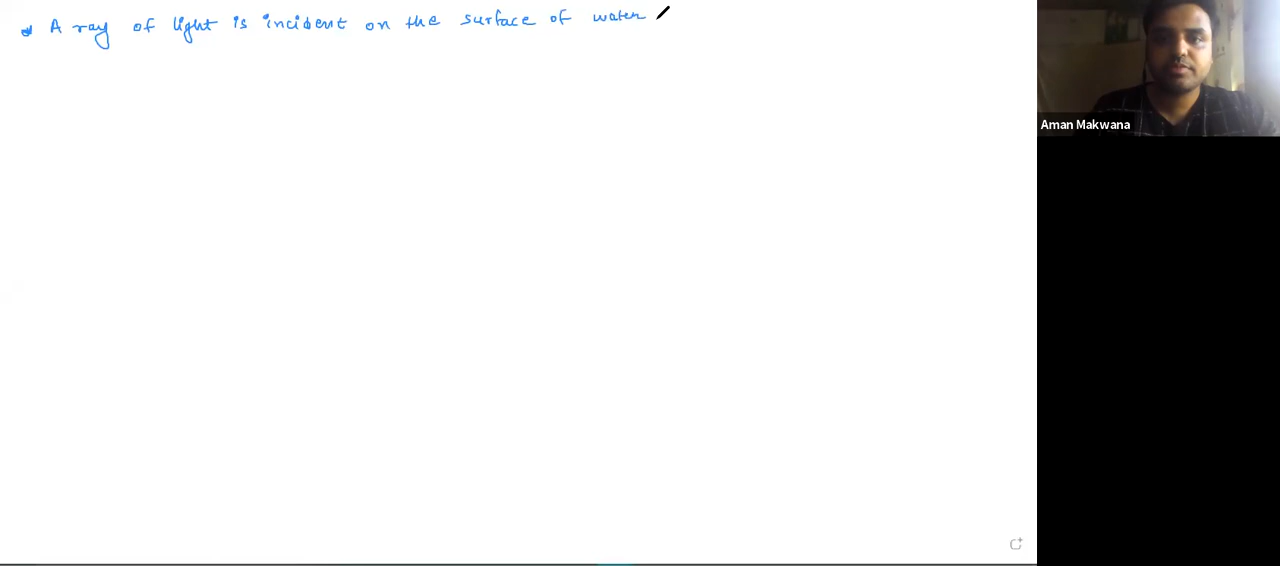 * A ray of light is incident on the surface of water
Aman Makwana